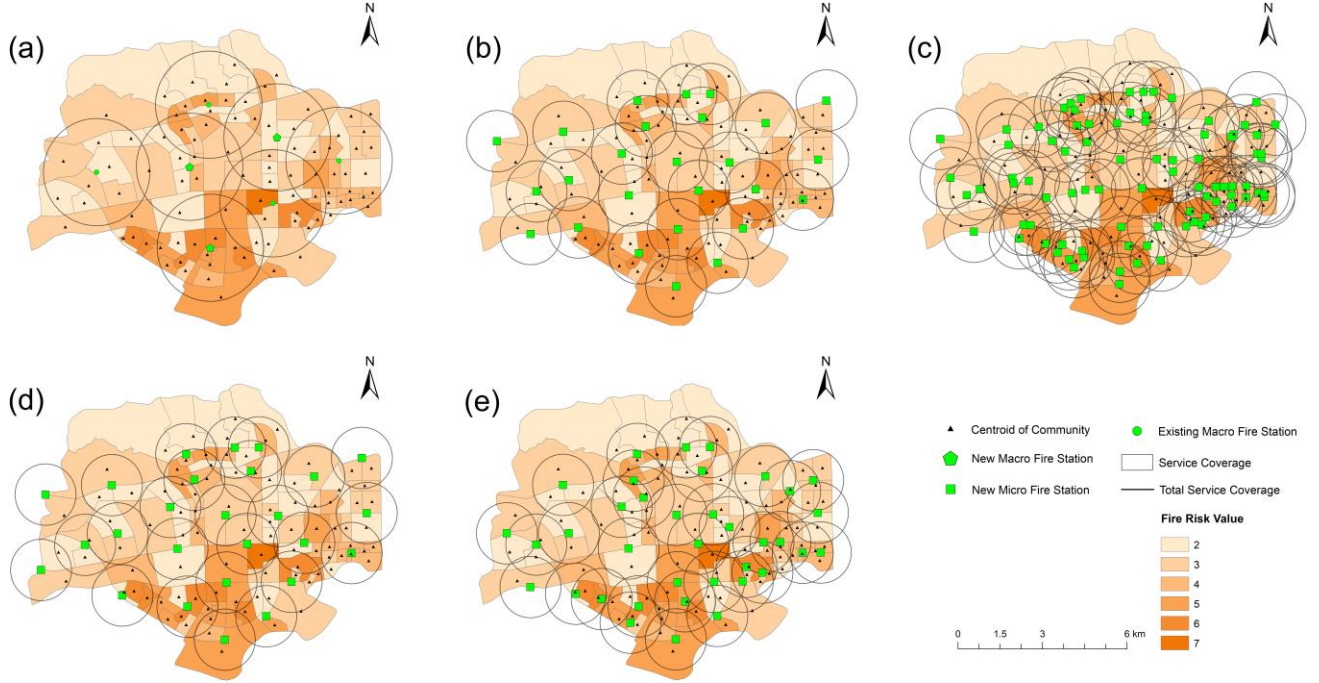 (a)
N
(b)
N
(c)
N
(d)
N
(e)
N
Centroid of Community
Existing Macro Fire Station
New Macro Fire Station
Service Coverage
New Micro Fire Station
Total Service Coverage
Fire Risk Value
2
3
4
5
6
7
0 1.5 3 6 km